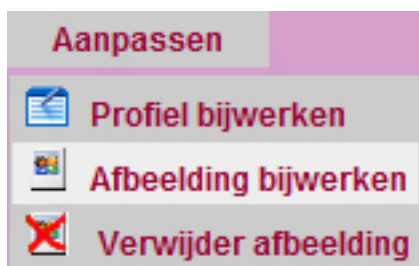 Aanpassen
Profiel bijwerken
Afbeelding bijwerken
Verwijder afbeelding